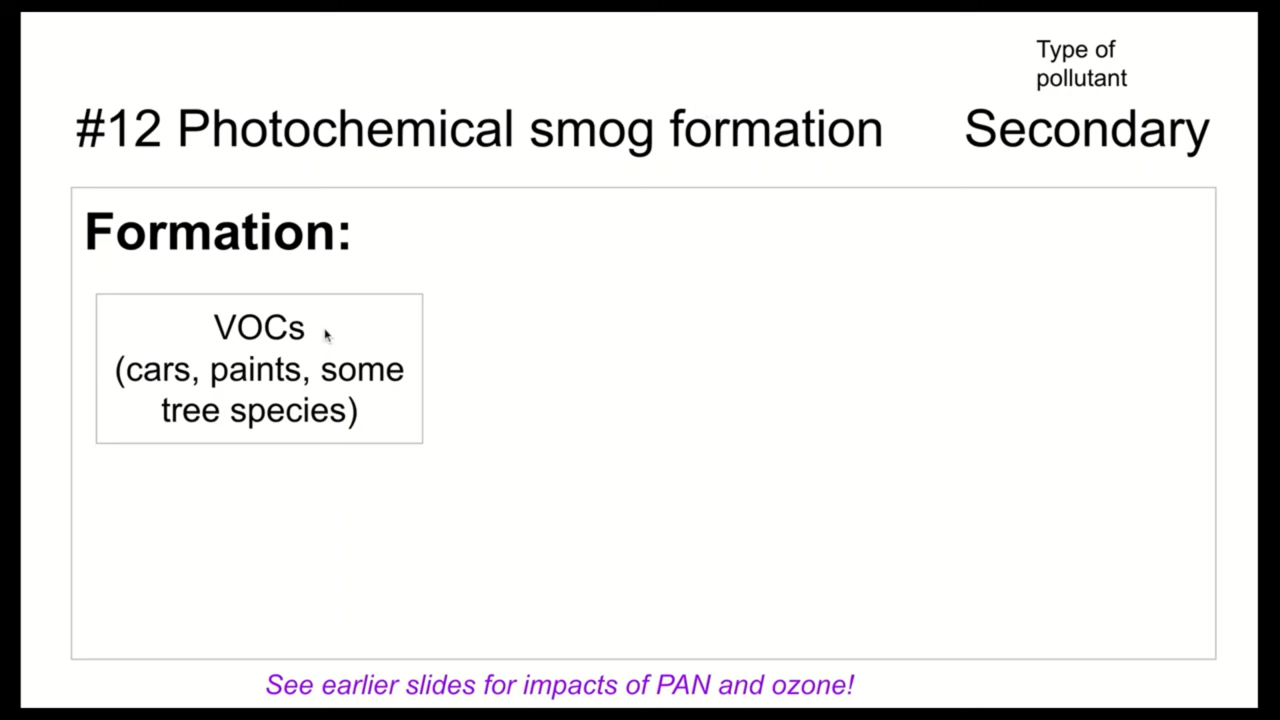 Type of
pollutant
#12 Photochemical smog formation
Secondary
Formation:
VOCs
(cars, paints, some
tree species)
See earlier slides for impacts of PAN and ozone!